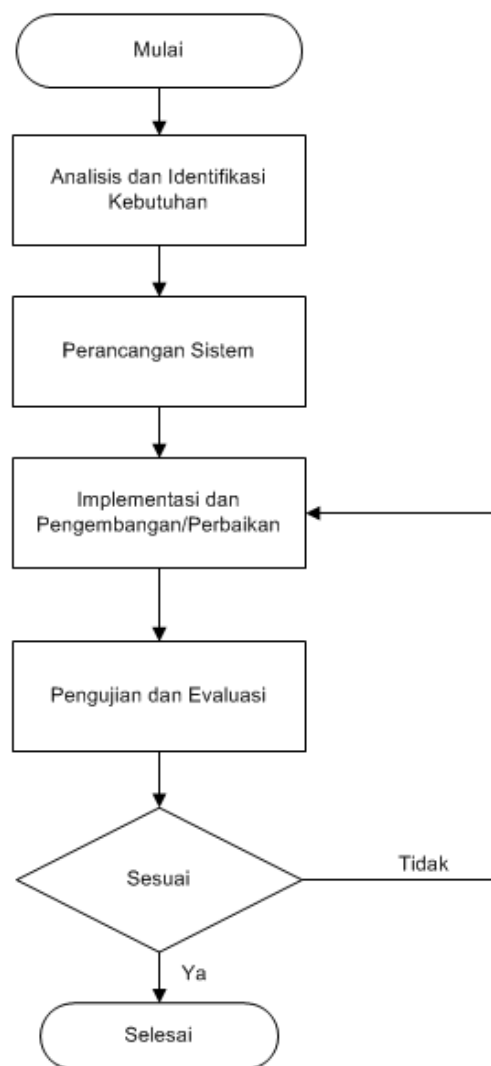 Mulai
Analisis dan Identifikasi
Kebutuhan
Perancangan Sistem
Implementasi dan
Pengembangan/Perbaikan
Pengujian dan Evaluasi
Sesuai
Tidak
Ya
Selesai